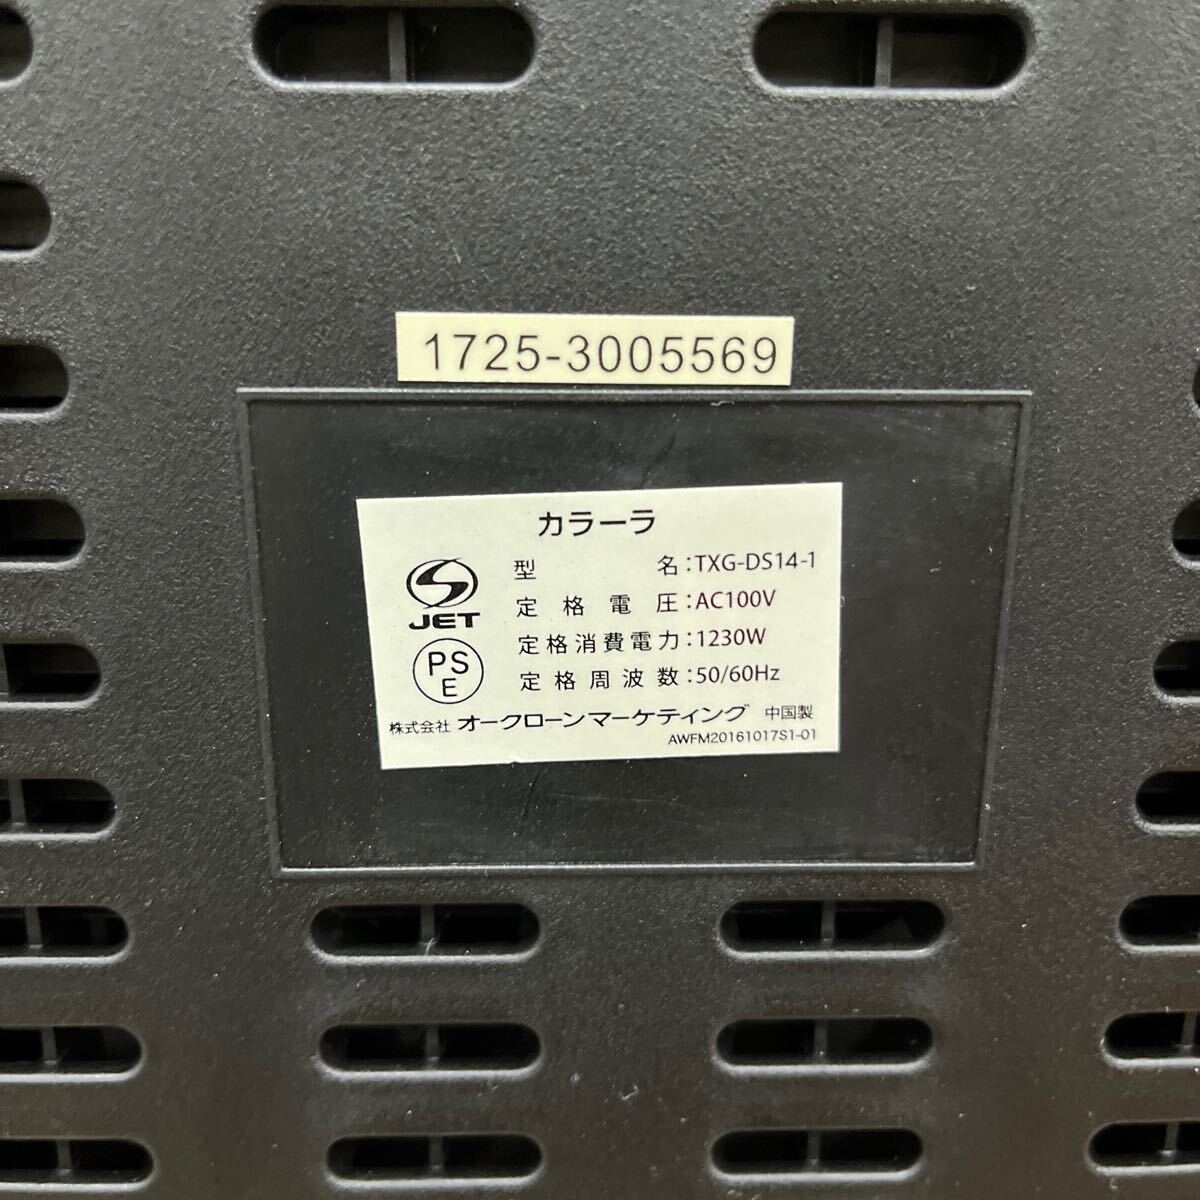 1725-3005569
カラーラ
型名:TXG-DS14-1
定格電圧:AC100V
定格消費電力:1230W
定格周波数:50/60Hz
JET
PS
E
株式会社 オークローンマーケティング 中国製
AWFM20161017S1-01